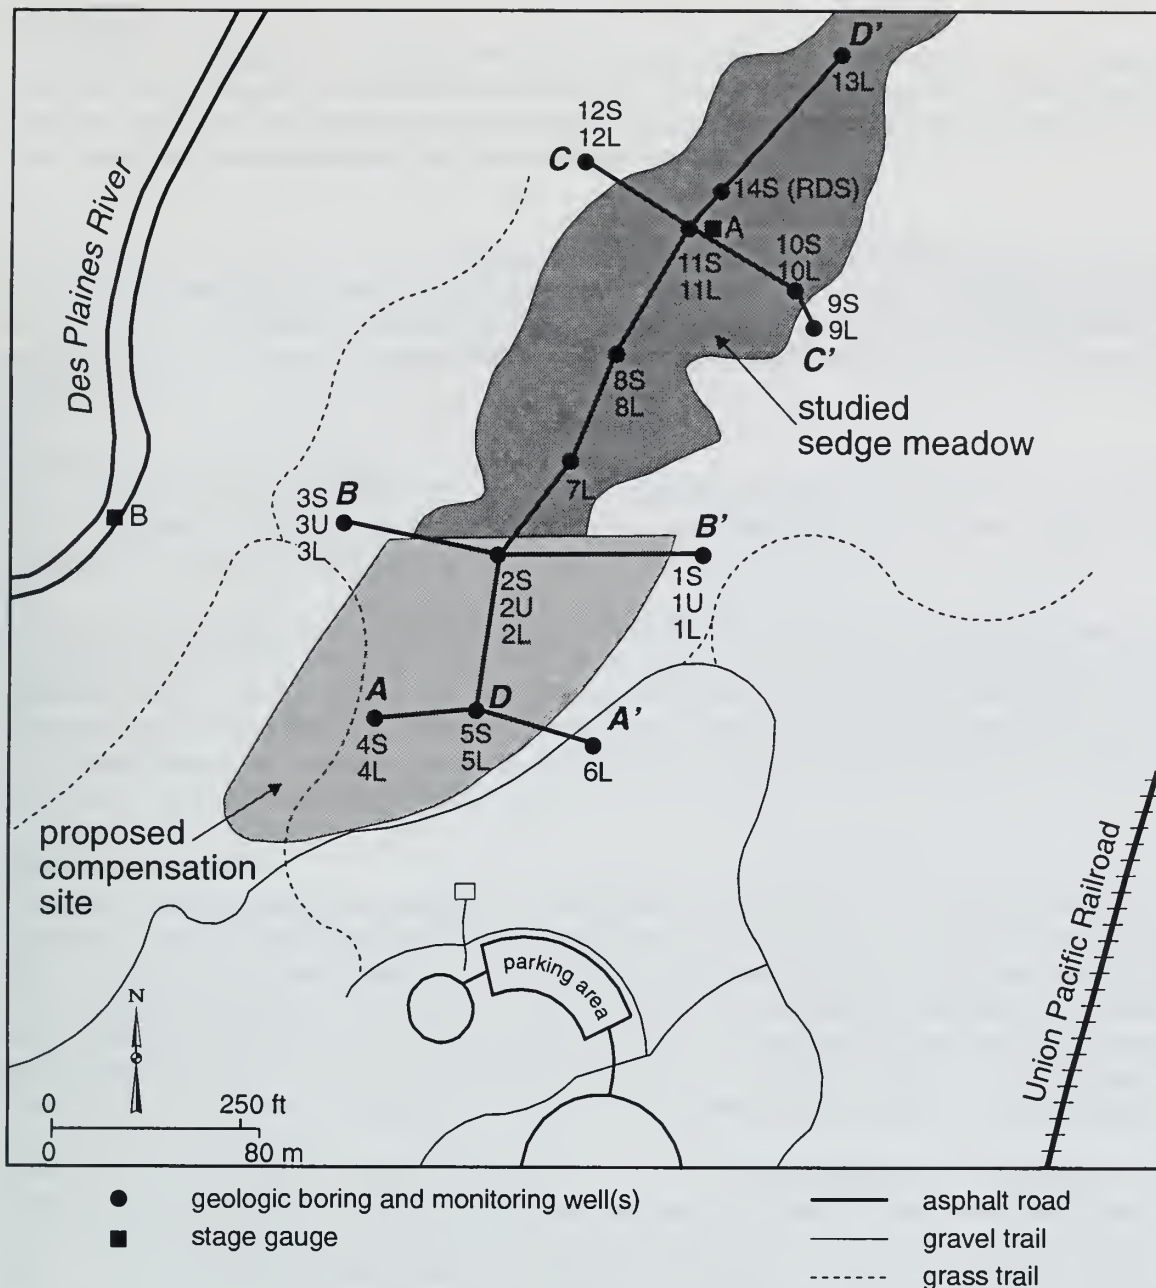 D'
13L
12S
12L
C
14S (RDS)
A
11S
11L
10S
10L
9S
9L
C'
8S
8L
studied
sedge meadow
7L
Des Plaines River
B
3S
3U
3L
B
B'
2S
2U
2L
1S
1U
1L
A
D
A'
4S
4L
5S
5L
6L
proposed
compensation
site
parking area
Union Pacific Railroad
N
0 250 ft
0 80 m
geologic boring and monitoring well(s)
stage gauge
asphalt road
gravel trail
grass trail